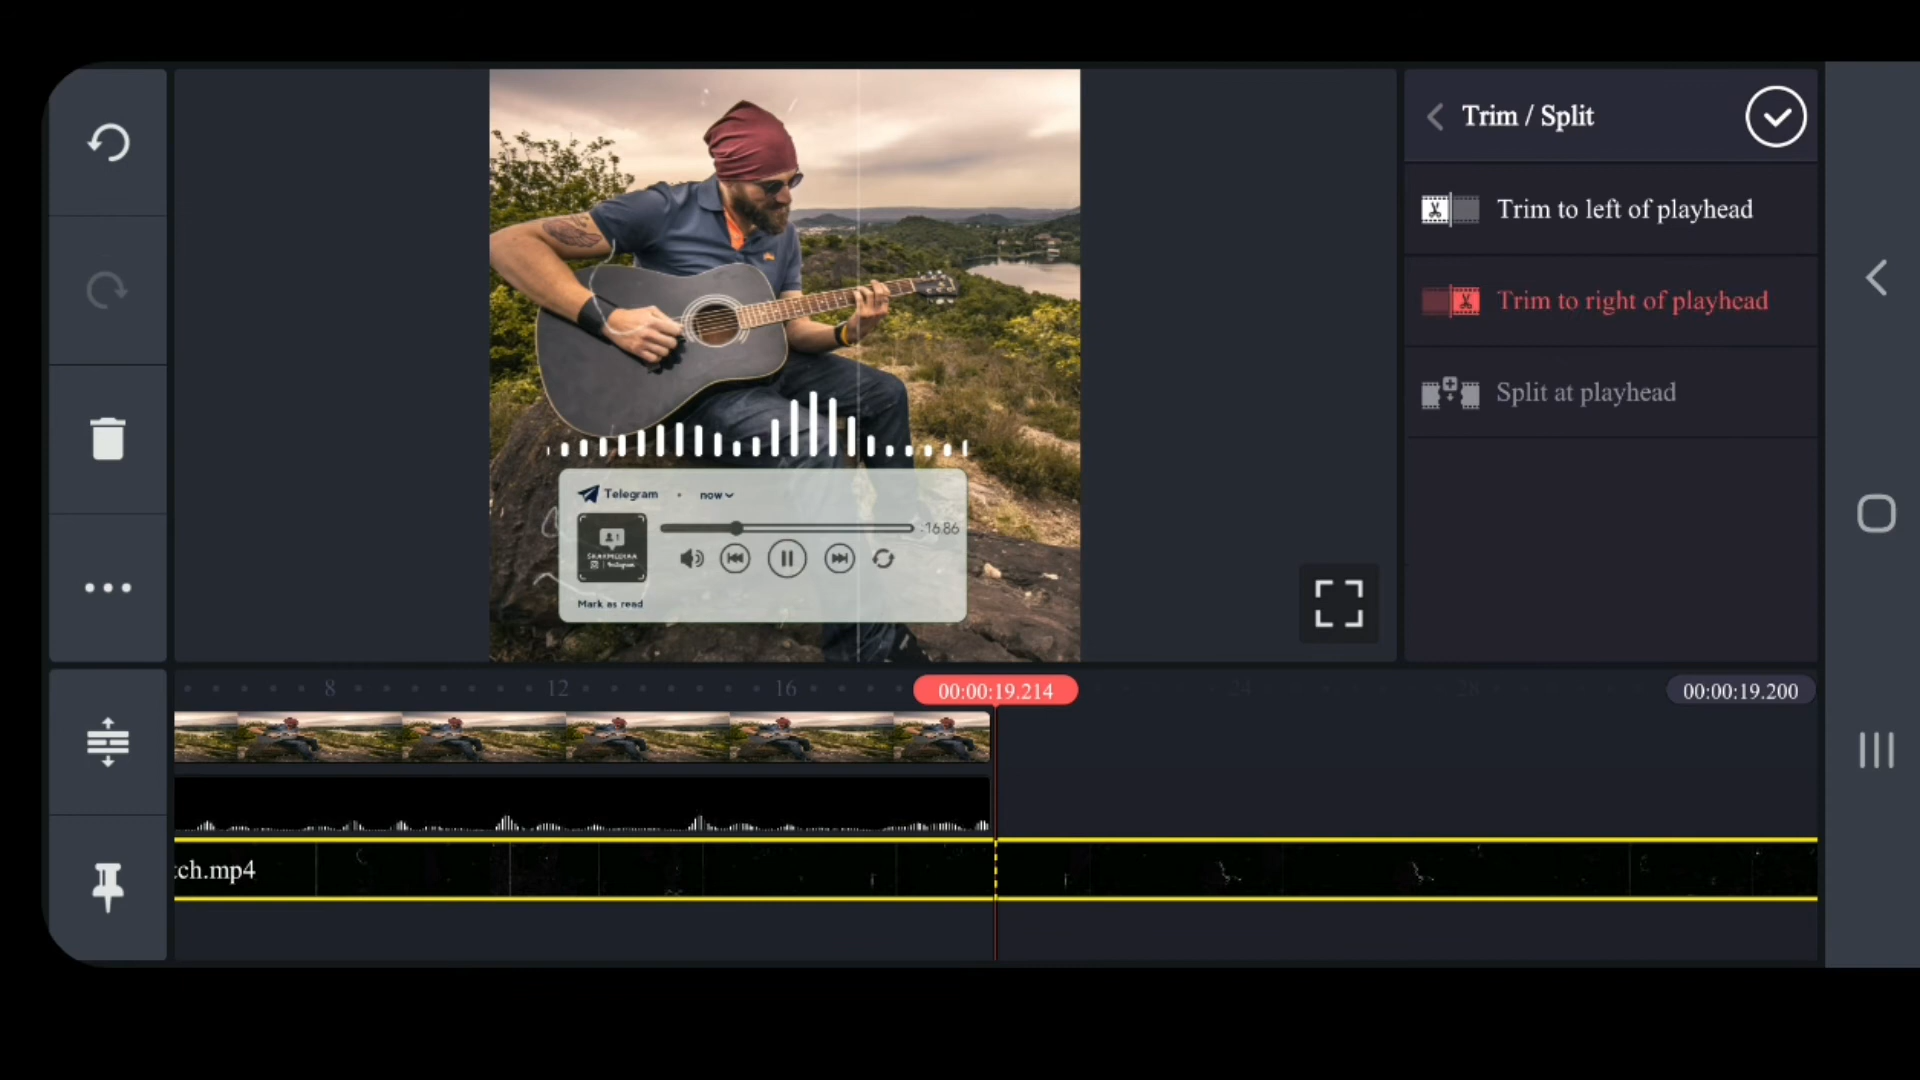 Trim / Split
Trim to left of playhead
Trim to right of playhead
Split at playhead
Telegram • now
-16:86
Mark as read
8 12 16 24 28
00:00:19.214
00:00:19.200
:ch.mp4